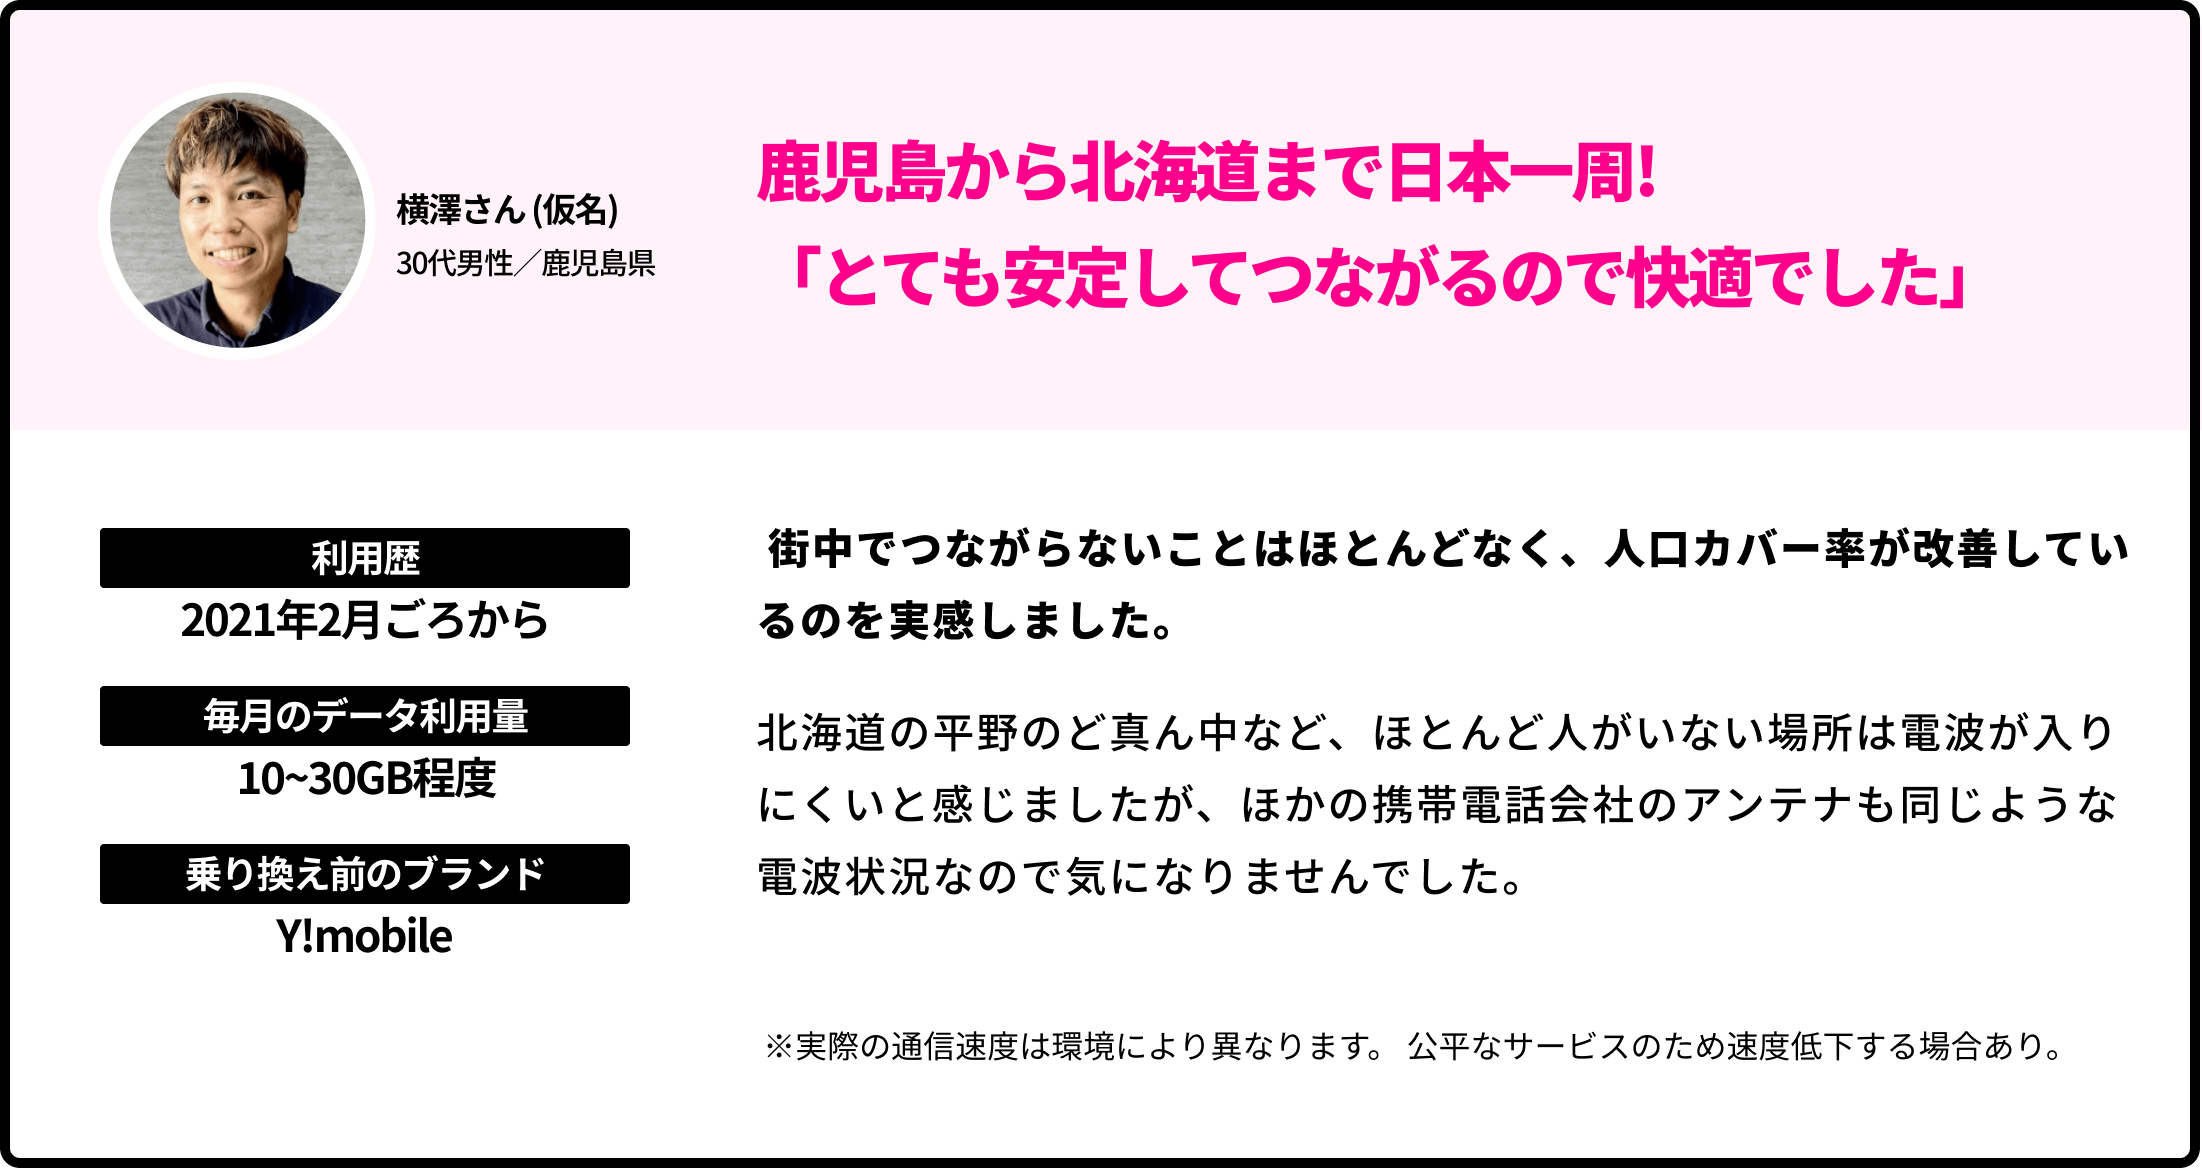 横澤さん (仮名)
30代男性／鹿児島県
鹿児島から北海道まで日本一周!
「とても安定してつながるので快適でした」
利用歴
2021年2月ごろから
毎月のデータ利用量
10~30GB程度
乗り換え前のブランド
Y!mobile
街中でつながらないことはほとんどなく、人口カバー率が改善してい
るのを実感しました。
北海道の平野のど真ん中など、ほとんど人がいない場所は電波が入り
にくいと感じましたが、ほかの携帯電話会社のアンテナも同じような
電波状況なので気になりませんでした。
※実際の通信速度は環境により異なります。 公平なサービスのため速度低下する場合あり。